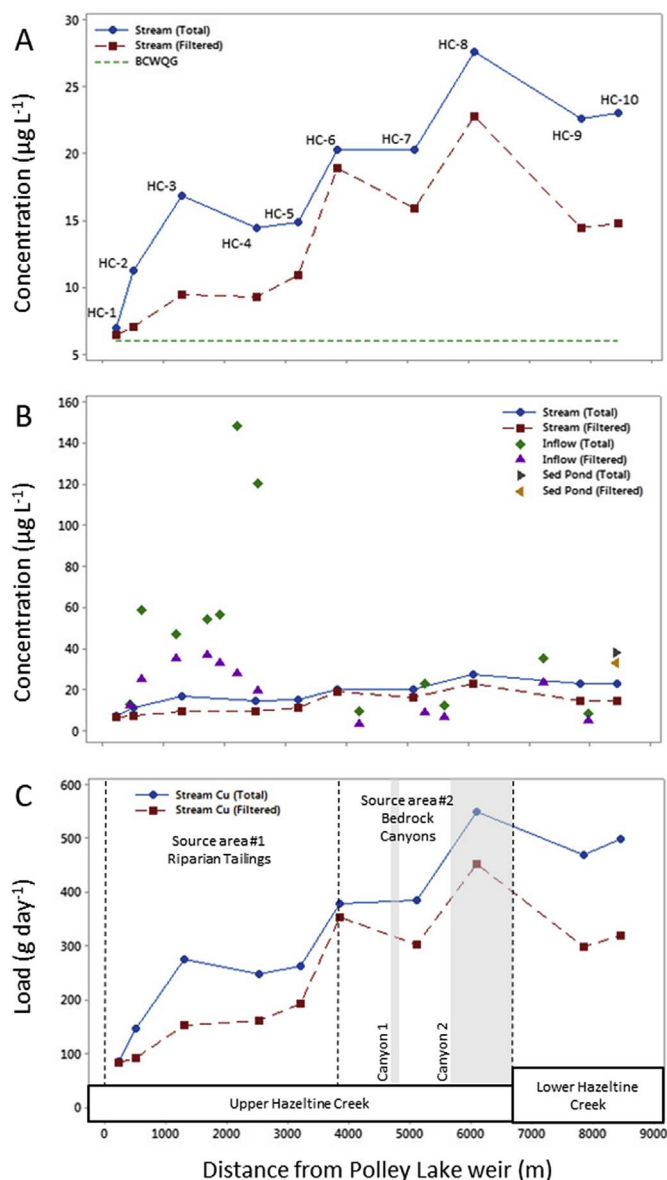 A
Concentration (µg L-1)
30
25
20
15
10
5
Stream (Total)
Stream (Filtered)
BCWQG
HC-1
HC-2
HC-3
HC-4
HC-5
HC-6
HC-7
HC-8
HC-9
HC-10
B
Concentration (µg L-1)
160
140
120
100
80
60
40
20
0
Stream (Total)
Stream (Filtered)
Inflow (Total)
Inflow (Filtered)
Sed Pond (Total)
Sed Pond (Filtered)
C
Load (g day-1)
600
500
400
300
200
100
0
Stream Cu (Total)
Stream Cu (Filtered)
Source area #1
Riparian Tailings
Source area #2
Bedrock
Canyons
Canyon 1
Canyon 2
Upper Hazeltine Creek
Lower Hazeltine
Creek
0
1000
2000
3000
4000
5000
6000
7000
8000
9000
Distance from Polley Lake weir (m)